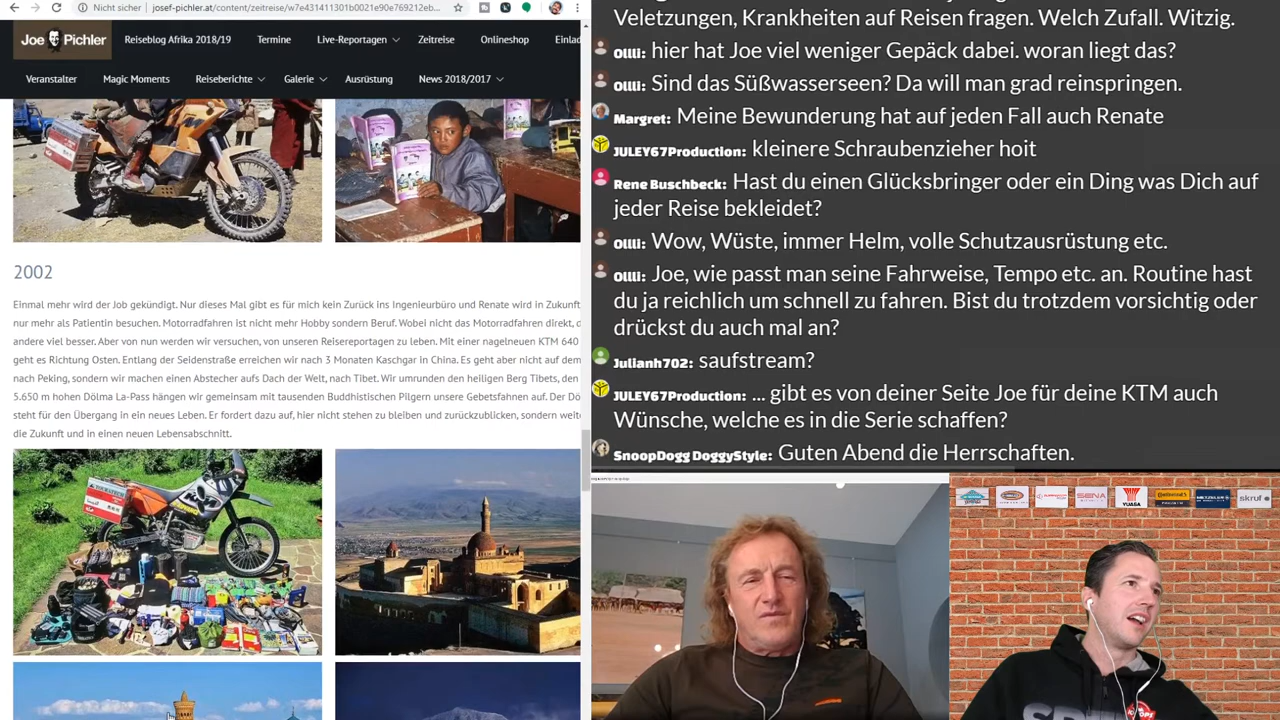 Nicht sicher josef-pichler.at/content/zeitreise/w7e431411301b0021e90e769212eb...
Joe Pichler Reiseblog Afrika 2018/19 Termine Live-Reportagen Zeitreise Onlineshop Einlad
Veranstalter Magic Moments Reiseberichte Galerie Ausrüstung News 2018/2017
2002
Einmal mehr wird der Job gekündigt. Nur dieses Mal gibt es für mich kein Zurück ins Ingenieurbüro und Renate wird in Zukunft
nur mehr als Patientin besuchen. Motorradfahren ist nicht mehr Hobby sondern Beruf. Wobei nicht das Motorradfahren direkt, d
andere viel besser. Aber von nun werden wir versuchen, von unseren Reisereportagen zu leben. Mit einer nagelneuen KTM 640
geht es Richtung Osten. Entlang der Seidenstraße erreichen wir nach 3 Monaten Kaschgar in China. Es geht aber nicht auf dem
nach Peking, sondern wir machen einen Abstecher aufs Dach der Welt, nach Tibet. Wir umrunden den heiligen Berg Tibets, den
5.650 m hohen Dölma La-Pass hängen wir gemeinsam mit tausenden Buddhistischen Pilgern unsere Gebetsfahnen auf. Der Dö
steht für den Übergang in ein neues Leben. Er fordert dazu auf, hier nicht stehen zu bleiben und zurückzublicken, sondern weite
die Zukunft und in einen neuen Lebensabschnitt.
Veletzungen, Krankheiten auf Reisen fragen. Welch Zufall. Witzig.
Ollli: hier hat Joe viel weniger Gepäck dabei. woran liegt das?
Ollli: Sind das Süßwasserseen? Da will man grad reinspringen.
Margret: Meine Bewunderung hat auf jeden Fall auch Renate
JULEY67Production: kleinere Schraubenzieher hoit
Rene Buschbeck: Hast du einen Glücksbringer oder ein Ding was Dich auf
jeder Reise bekleidet?
Ollli: Wow, Wüste, immer Helm, volle Schutzausrüstung etc.
Ollli: Joe, wie passt man seine Fahrweise, Tempo etc. an. Routine hast
du ja reichlich um schnell zu fahren. Bist du trotzdem vorsichtig oder
drückst du auch mal an?
Julianh702: saufstream?
JULEY67Production: ... gibt es von deiner Seite Joe für deine KTM auch
Wünsche, welche es in die Serie schaffen?
SnoopDogg DoggyStyle: Guten Abend die Herrschaften.
SENA YUASA Continental METZELER skruf